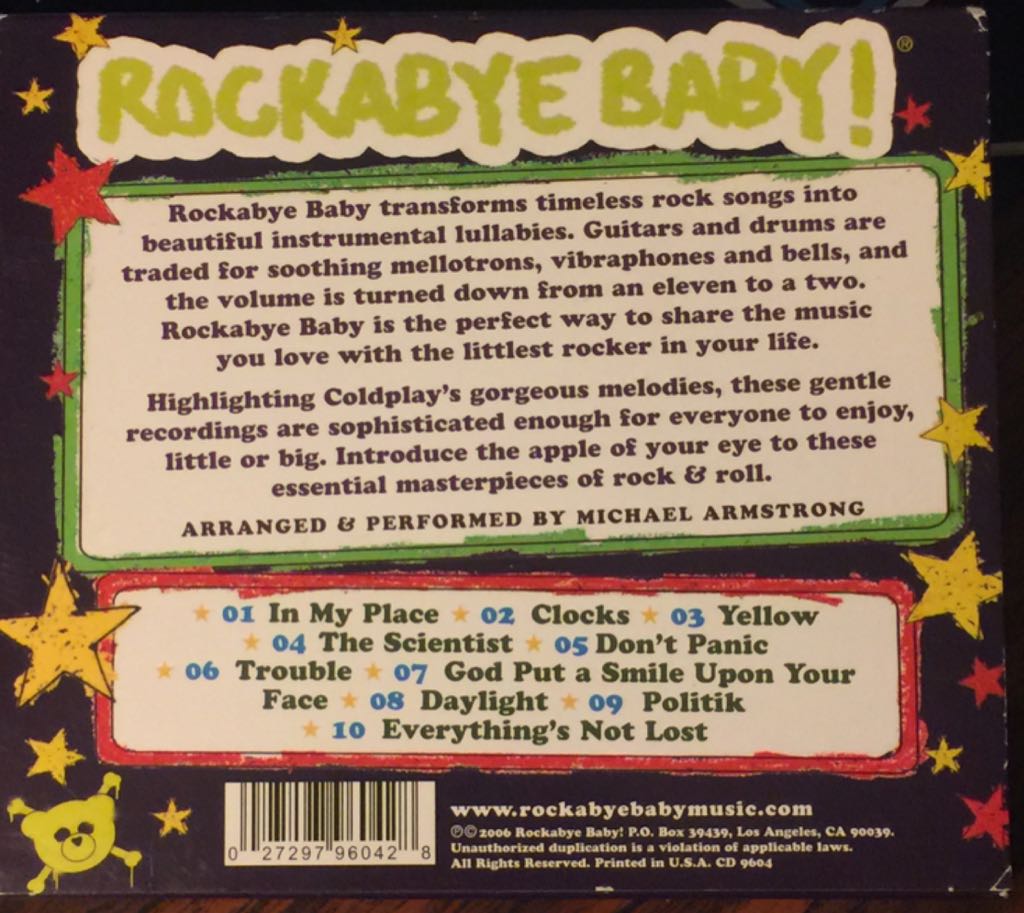 ROCKABYE BABY! ®
Rockabye Baby transforms timeless rock songs into
beautiful instrumental lullabies. Guitars and drums are
traded for soothing mellotrons, vibraphones and bells, and
the volume is turned down from an eleven to a two.
Rockabye Baby is the perfect way to share the music
you love with the littlest rocker in your life.
Highlighting Coldplay's gorgeous melodies, these gentle
recordings are sophisticated enough for everyone to enjoy,
little or big. Introduce the apple of your eye to these
essential masterpieces of rock & roll.
ARRANGED & PERFORMED BY MICHAEL ARMSTRONG
★ 01 In My Place ★ 02 Clocks ★ 03 Yellow
★ 04 The Scientist ★ 05 Don't Panic
★ 06 Trouble ★ 07 God Put a Smile Upon Your
Face ★ 08 Daylight ★ 09 Politik
★ 10 Everything's Not Lost
0 27297 96042 8
www.rockabyebabymusic.com
℗© 2006 Rockabye Baby! P.O. Box 39439, Los Angeles, CA 90039.
Unauthorized duplication is a violation of applicable laws.
All Rights Reserved. Printed in U.S.A. CD 9604